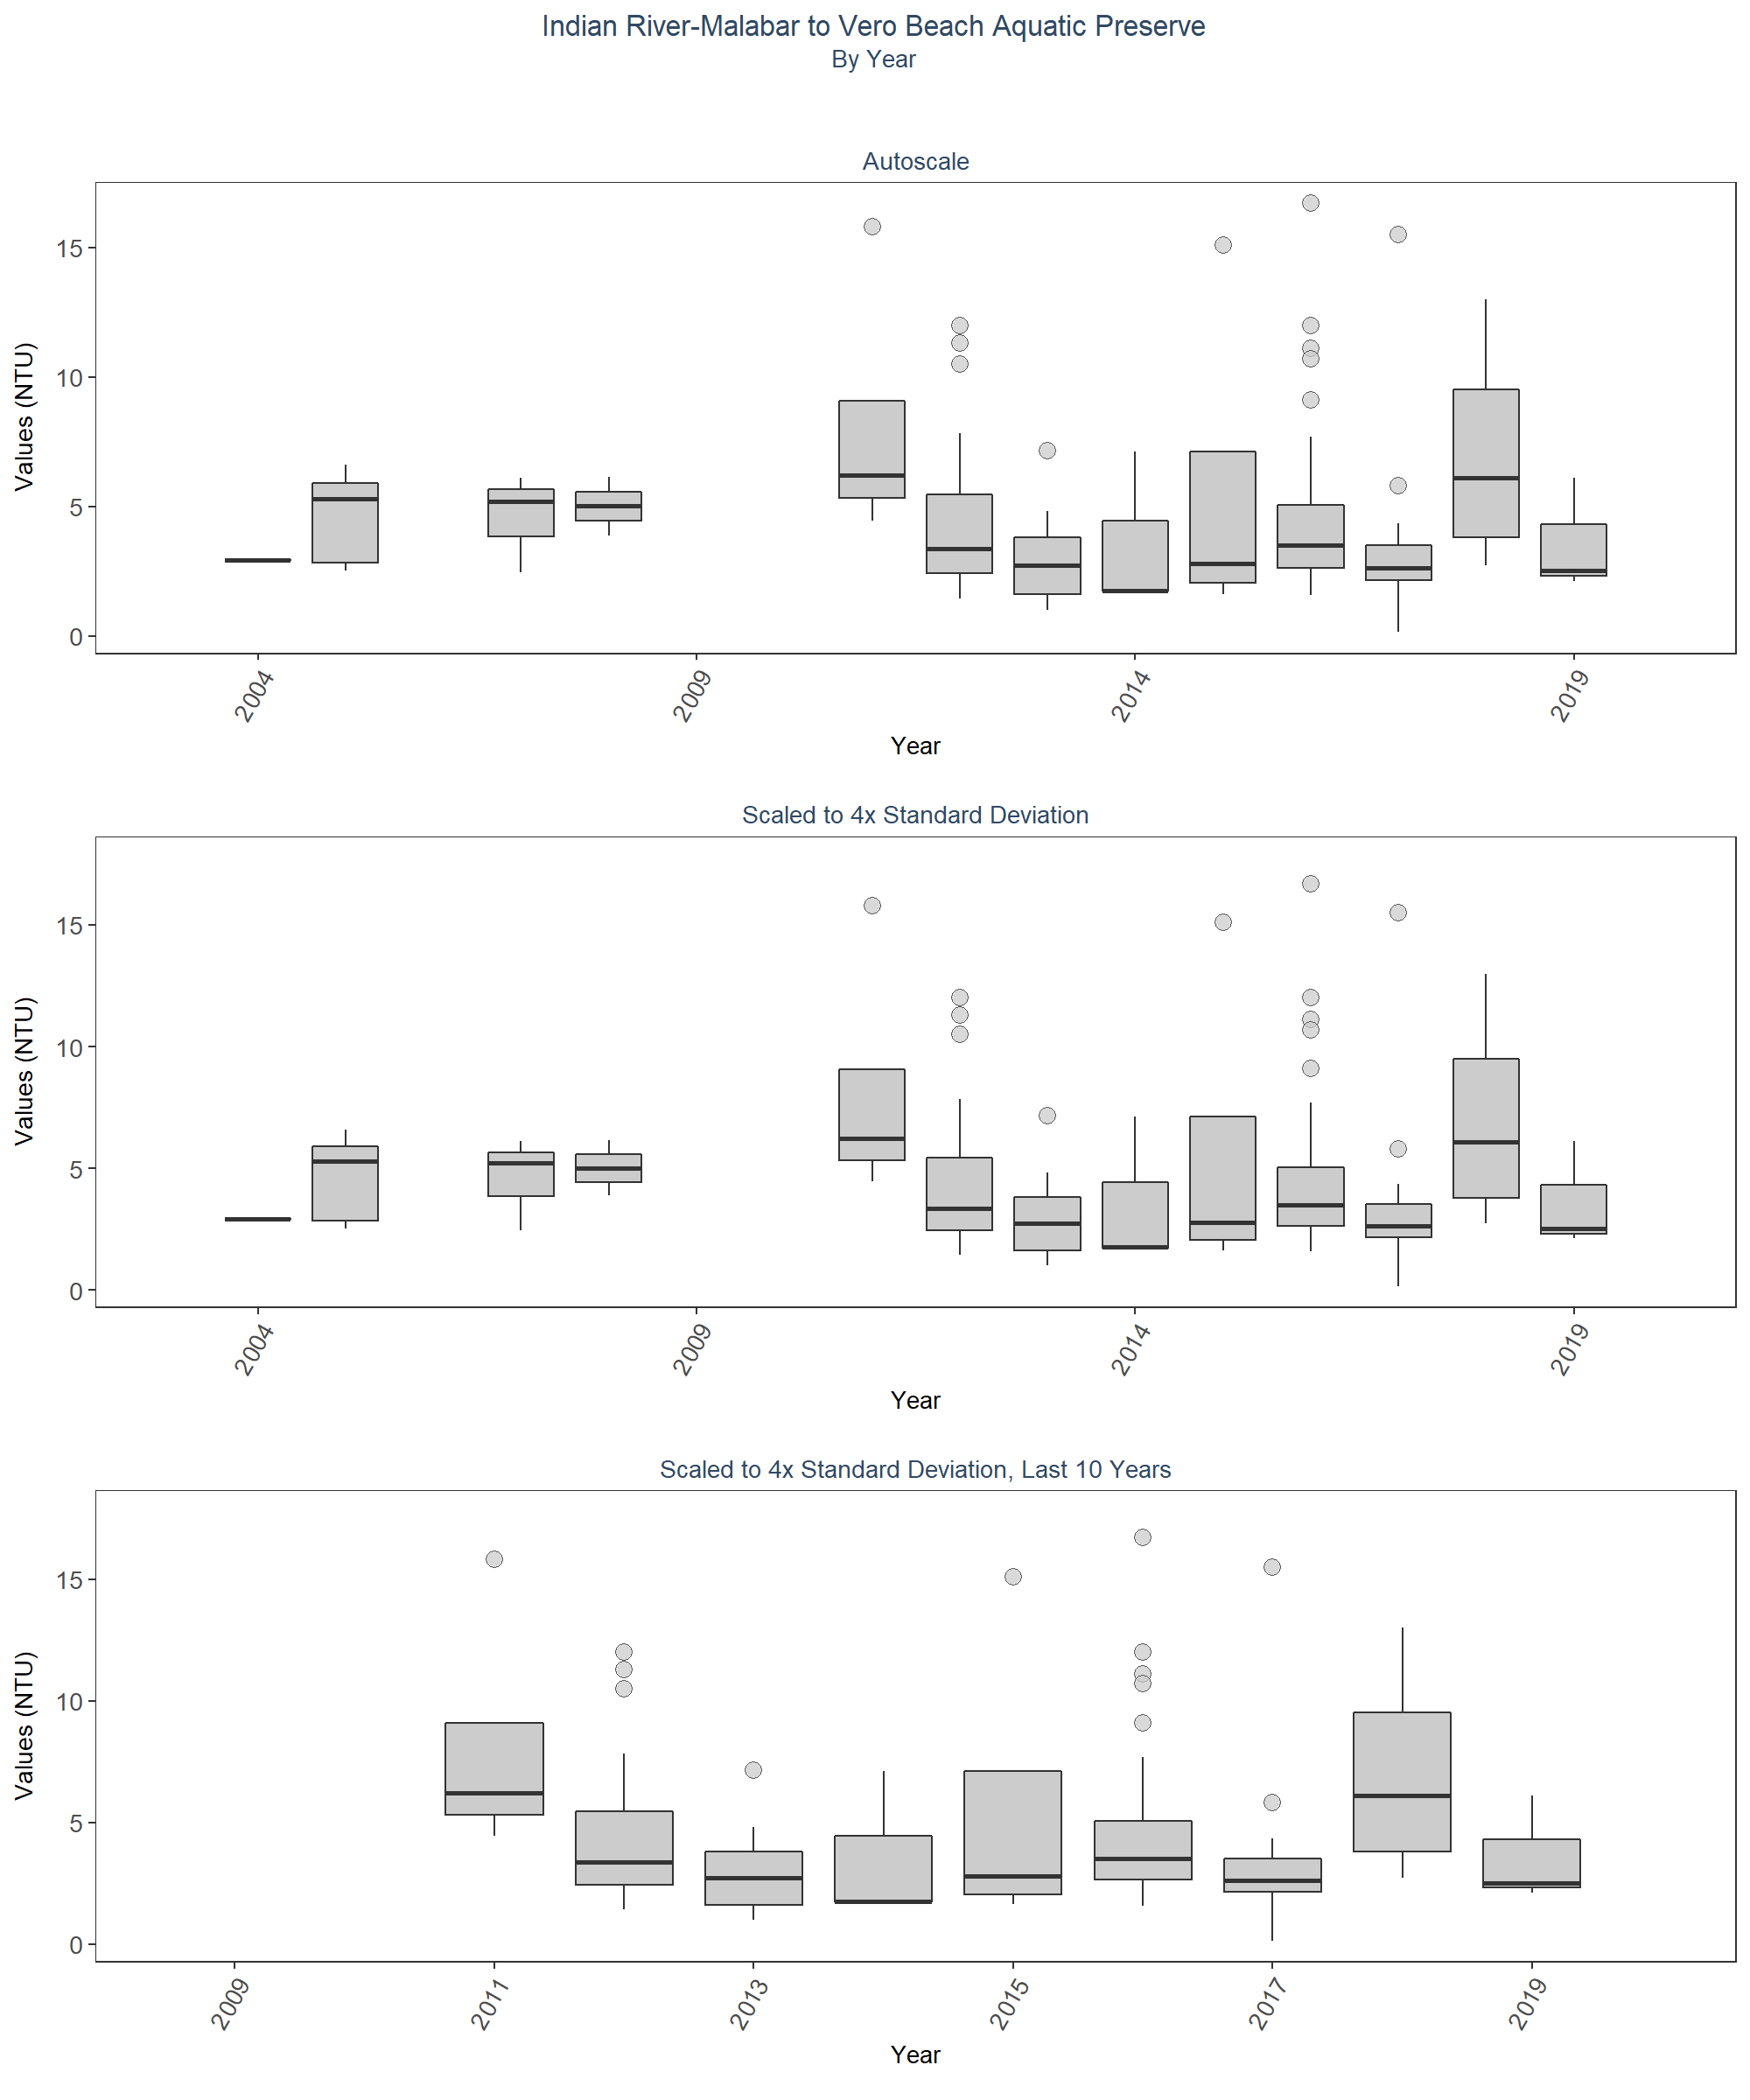 Indian River-Malabar to Vero Beach Aquatic Preserve
By Year
Autoscale
Values (NTU)
15
10
5
0
2004
2009
2014
2019
Year
Scaled to 4x Standard Deviation
Values (NTU)
15
10
5
0
2004
2009
2014
2019
Year
Scaled to 4x Standard Deviation, Last 10 Years
Values (NTU)
15
10
5
0
2009
2011
2013
2015
2017
2019
Year